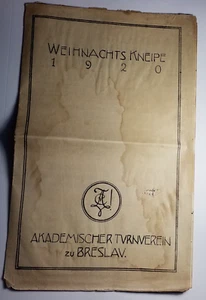 WEIHNACHTS KNEIPE
1920
AKADEMISCHER TVRNVEREIN
zu BRESLAV.